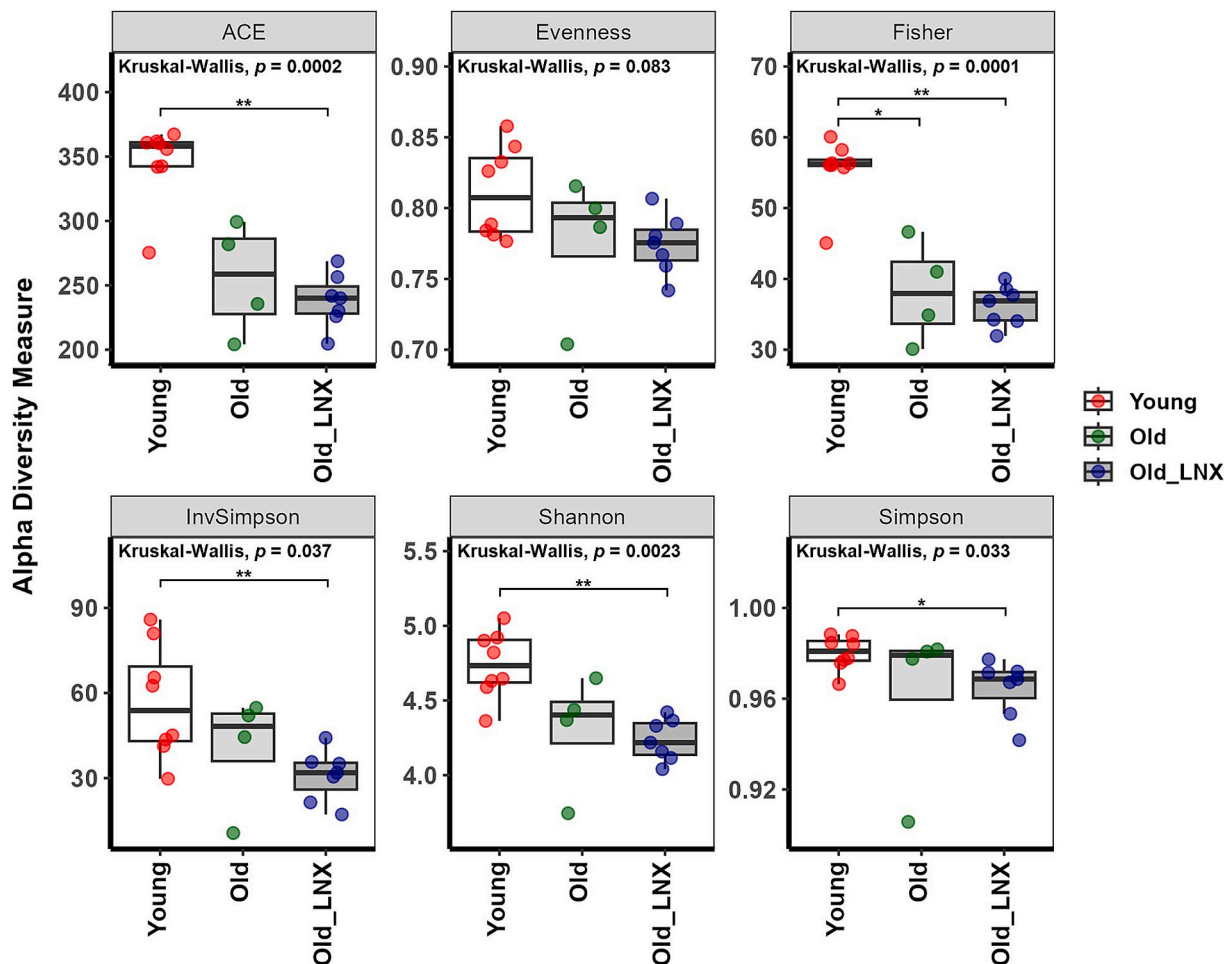 Alpha Diversity Measure
ACE
Kruskal-Wallis, p = 0.0002
**
400
350
300
250
200
Young
Old
Old_LNX
Evenness
Kruskal-Wallis, p = 0.083
0.90
0.85
0.80
0.75
0.70
Young
Old
Old_LNX
Fisher
Kruskal-Wallis, p = 0.0001
**
*
70
60
50
40
30
Young
Old
Old_LNX
Young
Old
Old_LNX
InvSimpson
Kruskal-Wallis, p = 0.037
**
90
60
30
Young
Old
Old_LNX
Shannon
Kruskal-Wallis, p = 0.0023
**
5.5
5.0
4.5
4.0
Young
Old
Old_LNX
Simpson
Kruskal-Wallis, p = 0.033
*
1.00
0.96
0.92
Young
Old
Old_LNX